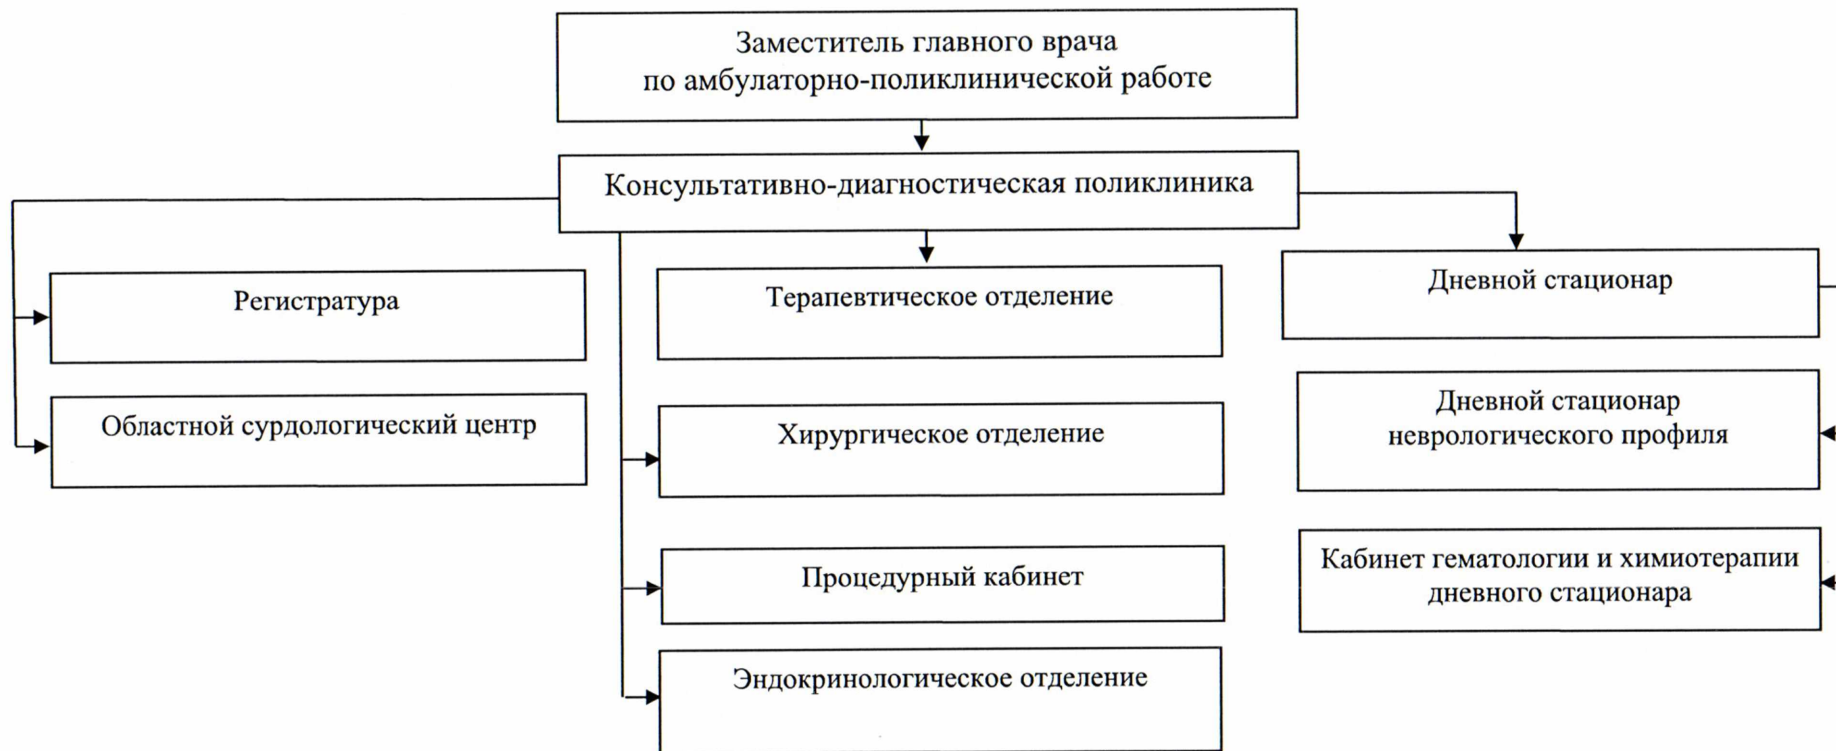 Заместитель главного врача
по амбулаторно-поликлинической работе
Консультативно-диагностическая поликлиника
Регистратура
Областной сурдологический центр
Терапевтическое отделение
Хирургическое отделение
Процедурный кабинет
Эндокринологическое отделение
Дневной стационар
Дневной стационар
неврологического профиля
Кабинет гематологии и химиотерапии
дневного стационара